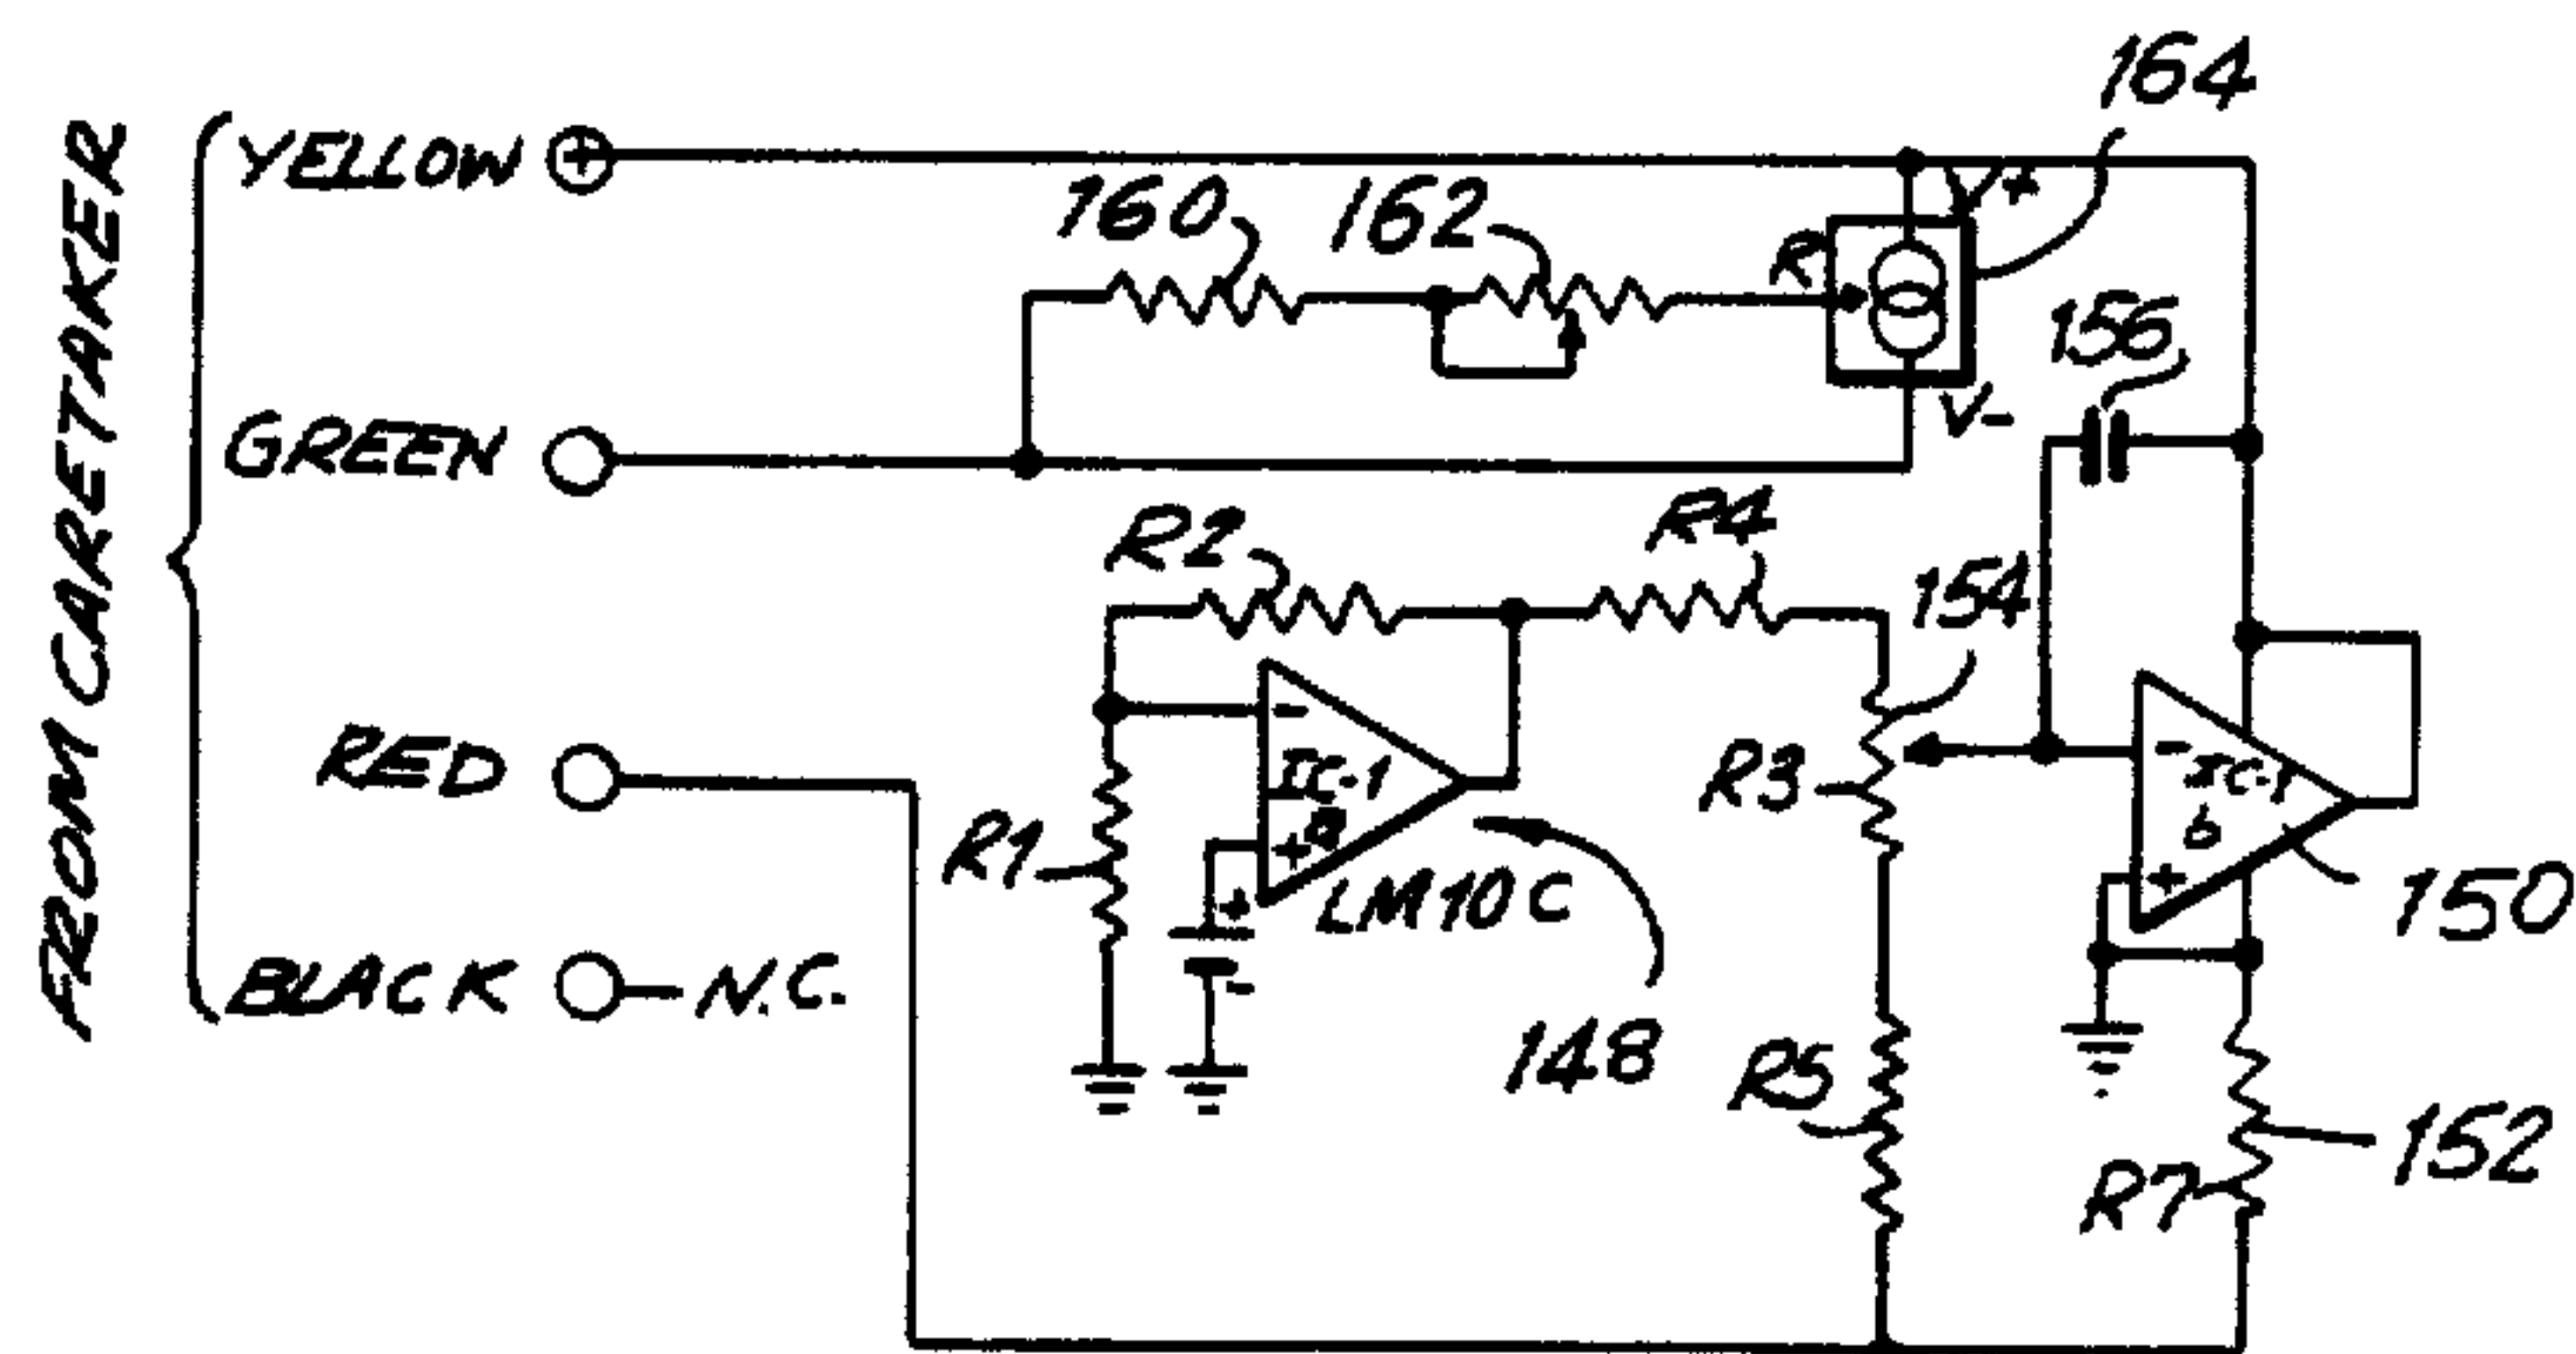 FROM CARETAKER
YELLOW +
GREEN
RED
BLACK N.C.
160
162
164
R
V+
V-
156
R2
R4
154
R1
-
IC-1
a
+
LM10C
+
-
148
R3
R5
-
IC-1
b
+
150
152
R7